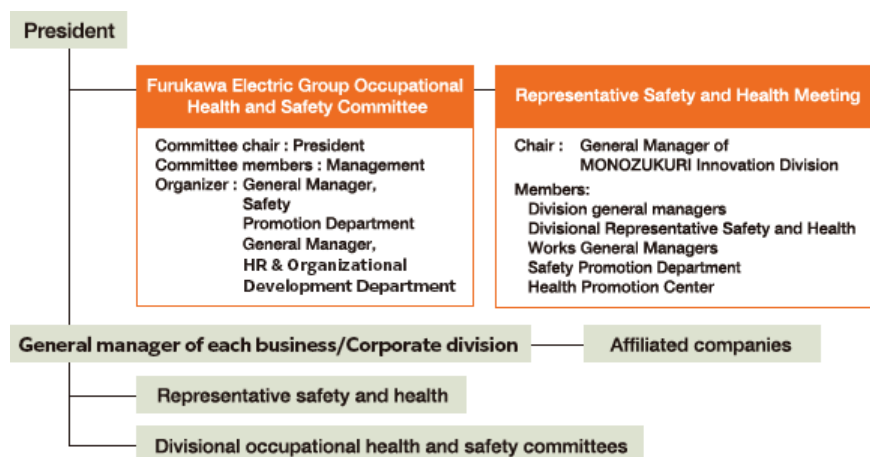 President
Furukawa Electric Group Occupational
Health and Safety Committee
Committee chair : President
Committee members : Management
Organizer : General Manager,
Safety
Promotion Department
General Manager,
HR & Organizational
Development Department
Representative Safety and Health Meeting
Chair : General Manager of
MONOZUKURI Innovation Division
Members:
Division general managers
Divisional Representative Safety and Health
Works General Managers
Safety Promotion Department
Health Promotion Center
General manager of each business/Corporate division
Affiliated companies
Representative safety and health
Divisional occupational health and safety committees